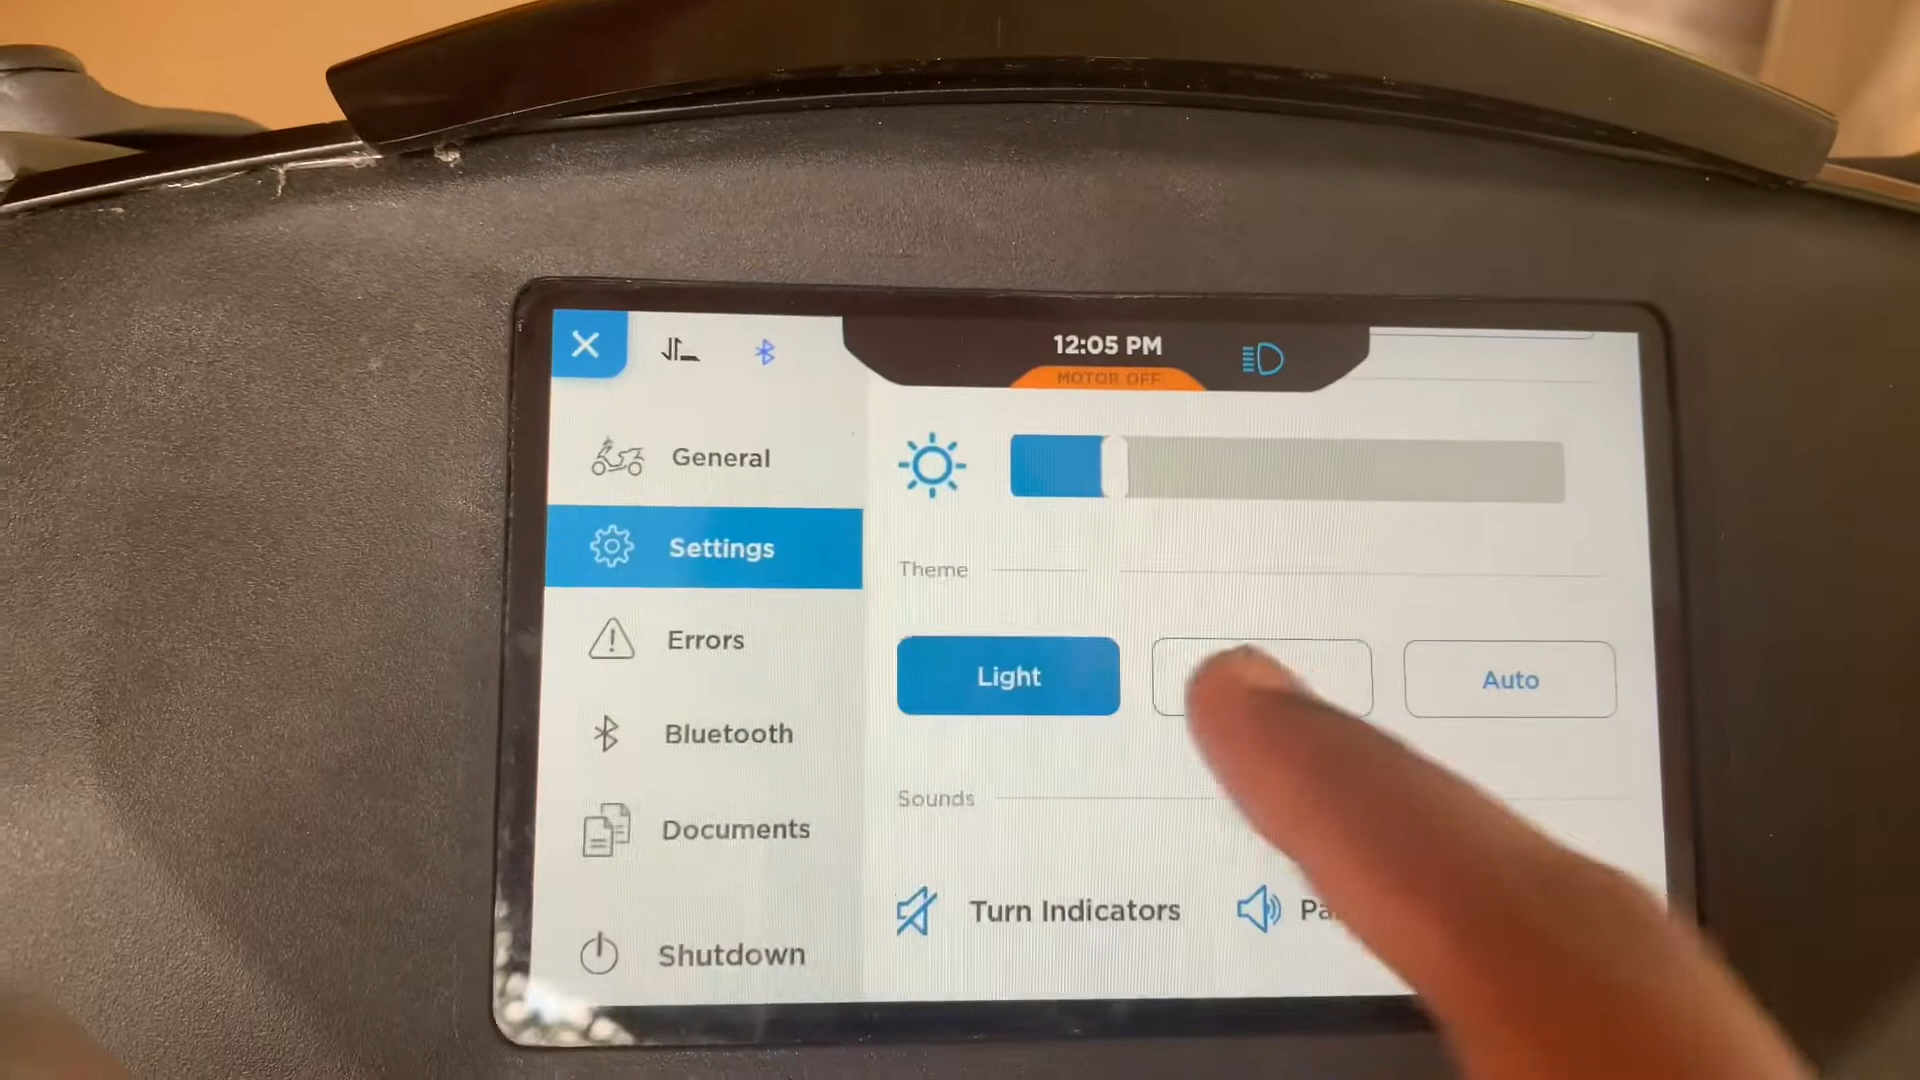 12:05 PM
MOTOR OFF
General
Settings
Errors
Bluetooth
Documents
Shutdown
Theme
Light
Auto
Sounds
Turn Indicators